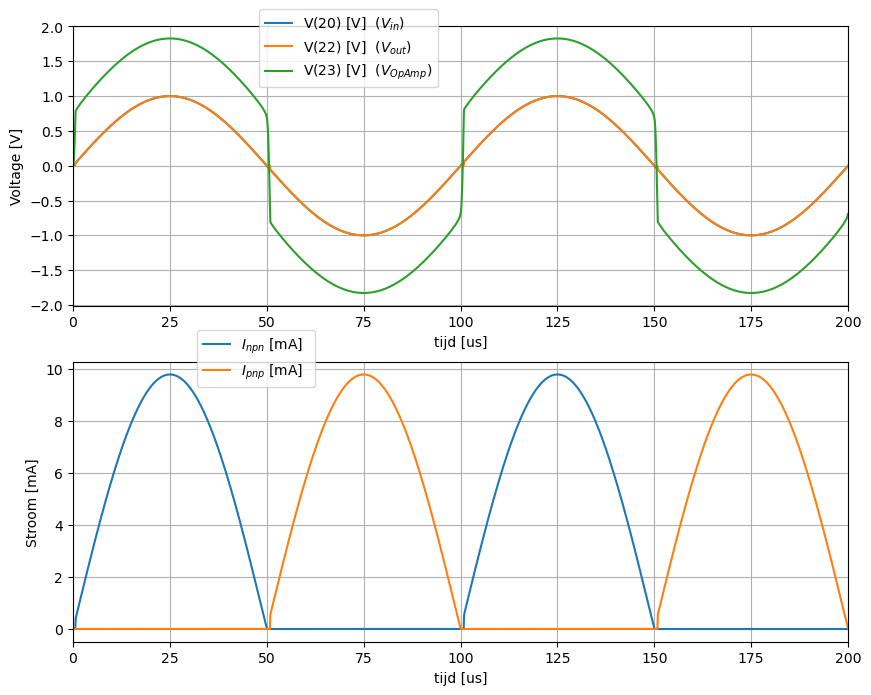 V(20) [V] (V_in)
V(22) [V] (V_out)
V(23) [V] (V_OpAmp)
Voltage [V]
2.0
1.5
1.0
0.5
0.0
−0.5
−1.0
−1.5
−2.0
0 25 50 75 100 125 150 175 200
tijd [us]
I_npn [mA]
I_pnp [mA]
Stroom [mA]
10
8
6
4
2
0
0 25 50 75 100 125 150 175 200
tijd [us]